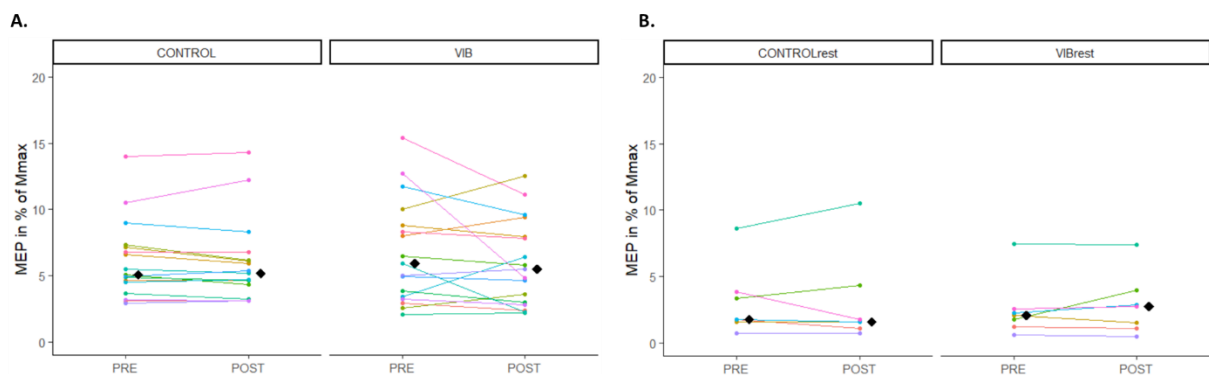 A.
CONTROL
VIB
MEP in % of Mmax
20
15
10
5
0
PRE
POST
PRE
POST
B.
CONTROLrest
VIBrest
MEP in % of Mmax
20
15
10
5
0
PRE
POST
PRE
POST